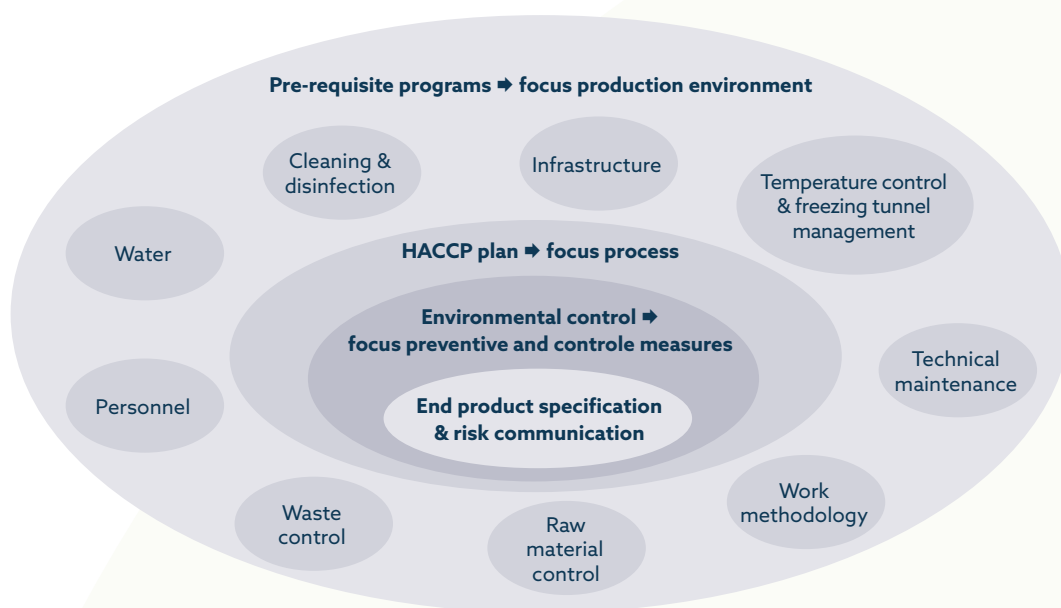 Pre-requisite programs ➡ focus production environment
Cleaning &
disinfection
Infrastructure
Temperature control
& freezing tunnel
management
Water
HACCP plan ➡ focus process
Environmental control ➡
focus preventive and controle measures
Technical
maintenance
Personnel
End product specification
& risk communication
Work
methodology
Waste
control
Raw
material
control